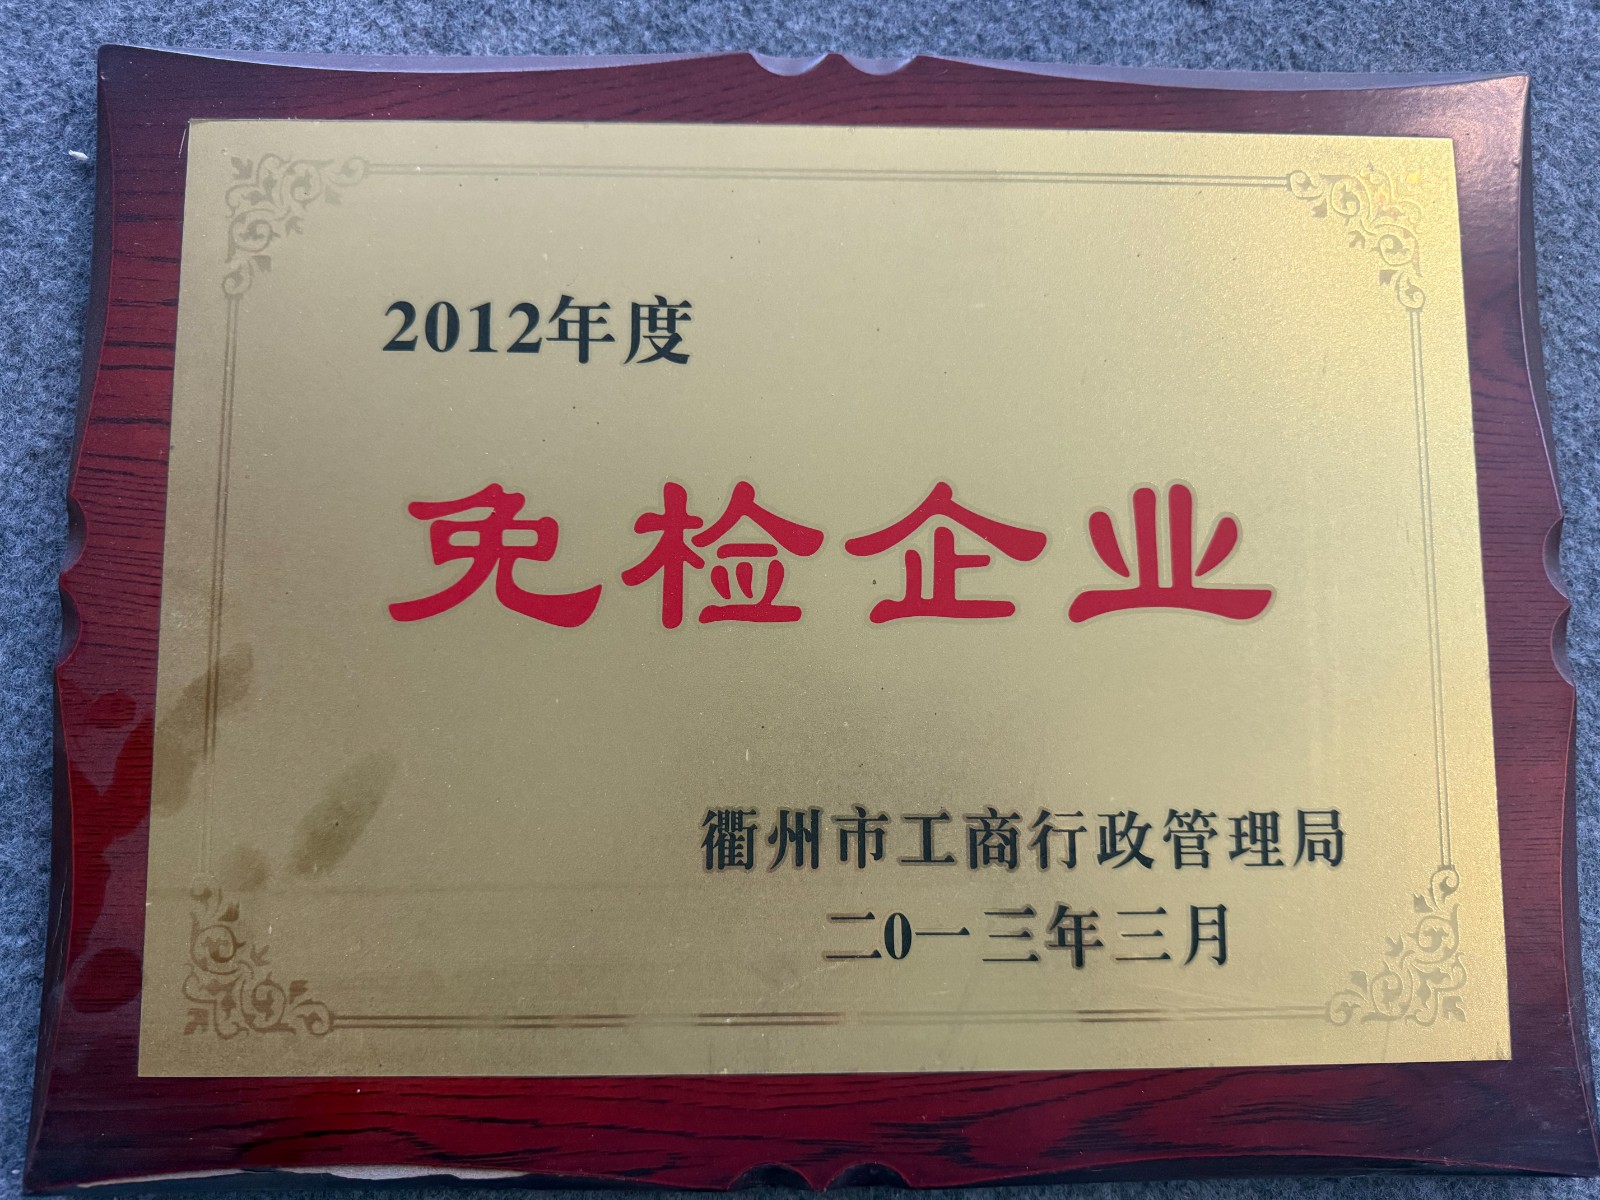 2012年度
免检企业
衢州市工商行政管理局
二0一三年三月